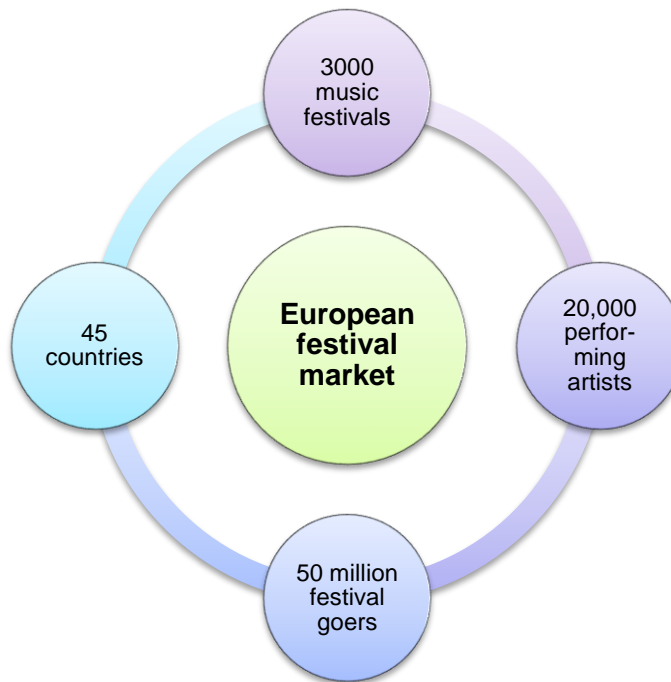 3000
music
festivals
European
festival
market
20,000
perfor-
ming
artists
50 million
festival
goers
45
countries